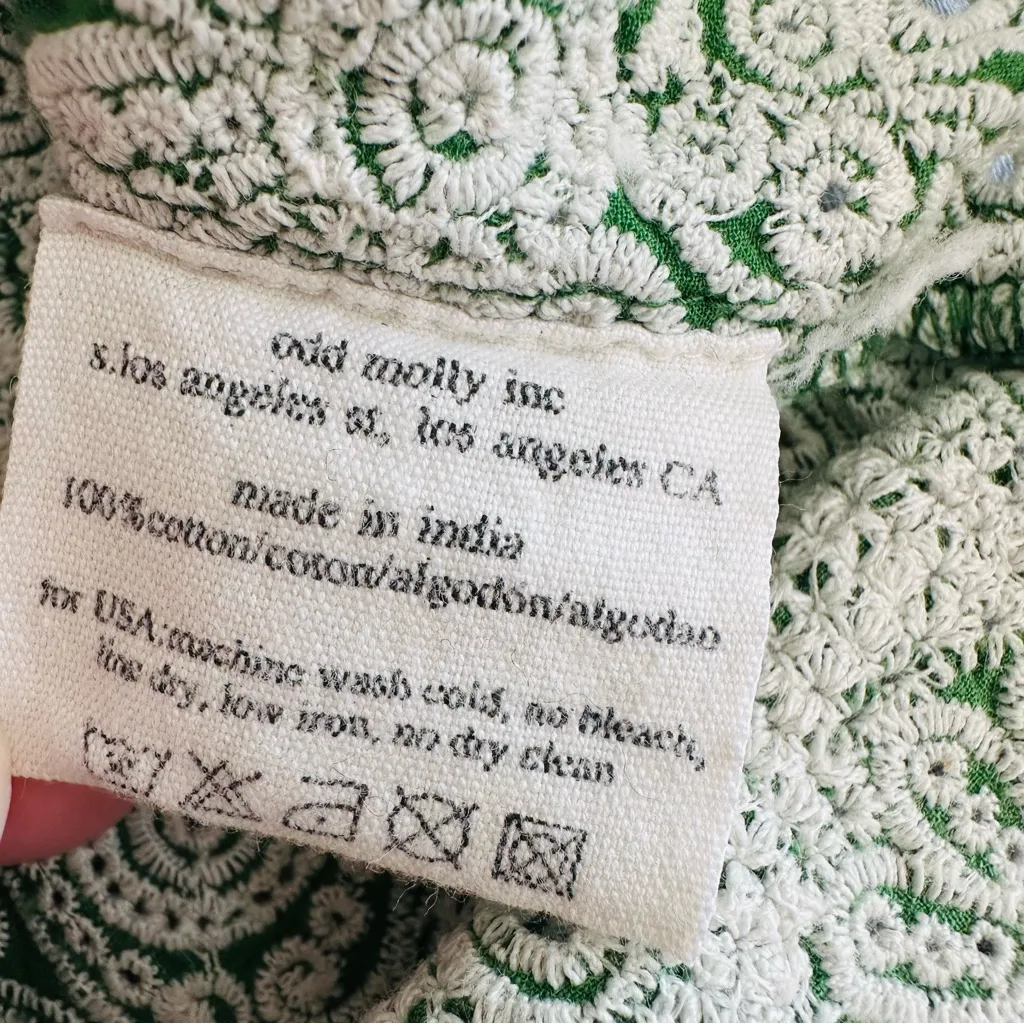 odd molly inc
s.los angeles st, los angeles CA
made in india
100%cotton/coton/algodón/algodao
for USA:machine wash cold, no bleach,
line dry, low iron, no dry clean